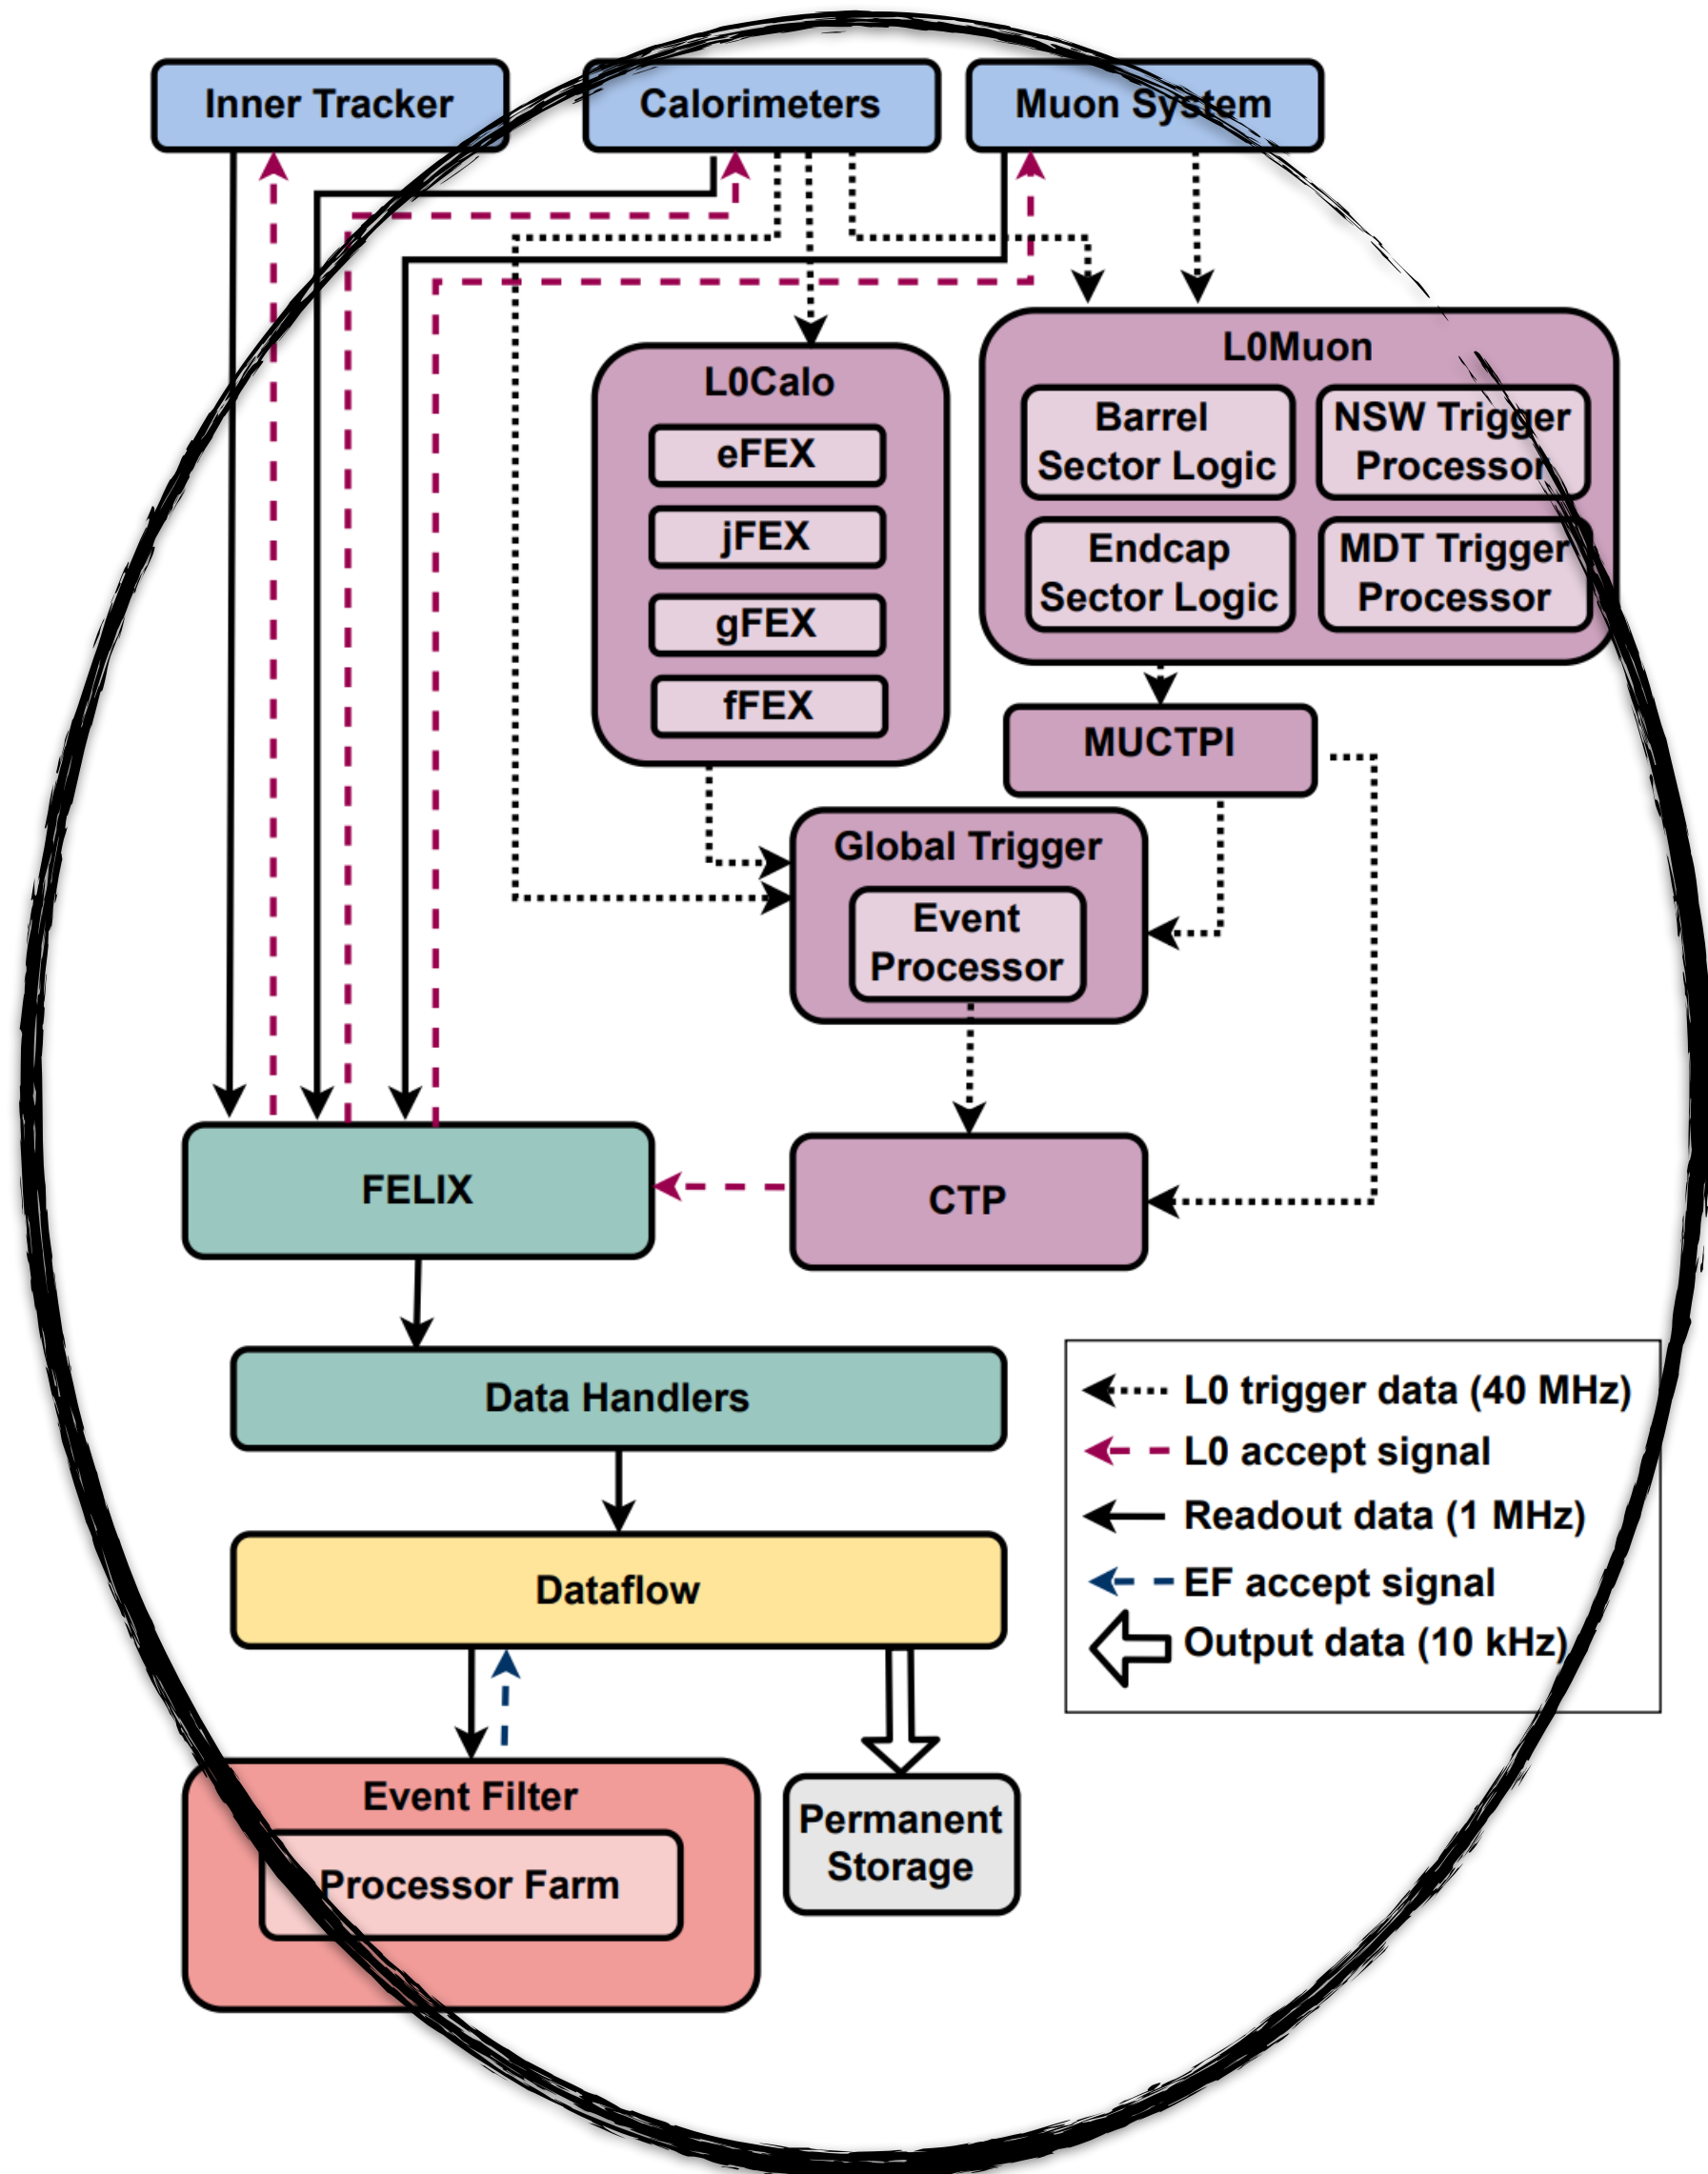 Inner Tracker
Calorimeters
Muon System
L0Calo
eFEX
jFEX
gFEX
fFEX
L0Muon
Barrel
Sector Logic
NSW Trigger
Processor
Endcap
Sector Logic
MDT Trigger
Processor
MUCTPI
Global Trigger
Event
Processor
FELIX
CTP
Data Handlers
Dataflow
L0 trigger data (40 MHz)
L0 accept signal
Readout data (1 MHz)
EF accept signal
Output data (10 kHz)
Event Filter
Processor Farm
Permanent
Storage